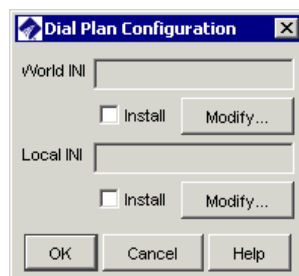 Dial Plan Configuration
World INI
Install
Modify...
Local INI
Install
Modify...
OK Cancel Help